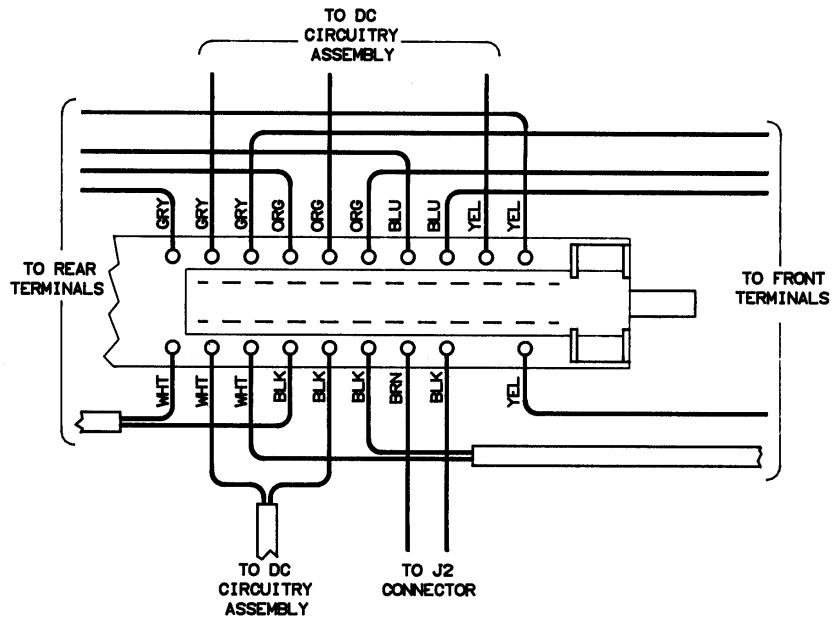 TO DC
CIRCUITRY
ASSEMBLY
GRY
GRY
GRY
ORG
ORG
ORG
BLU
BLU
YEL
YEL
TO REAR
TERMINALS
TO FRONT
TERMINALS
WHT
WHT
WHT
BLK
BLK
BLK
BRN
BLK
YEL
TO DC
CIRCUITRY
ASSEMBLY
TO J2
CONNECTOR